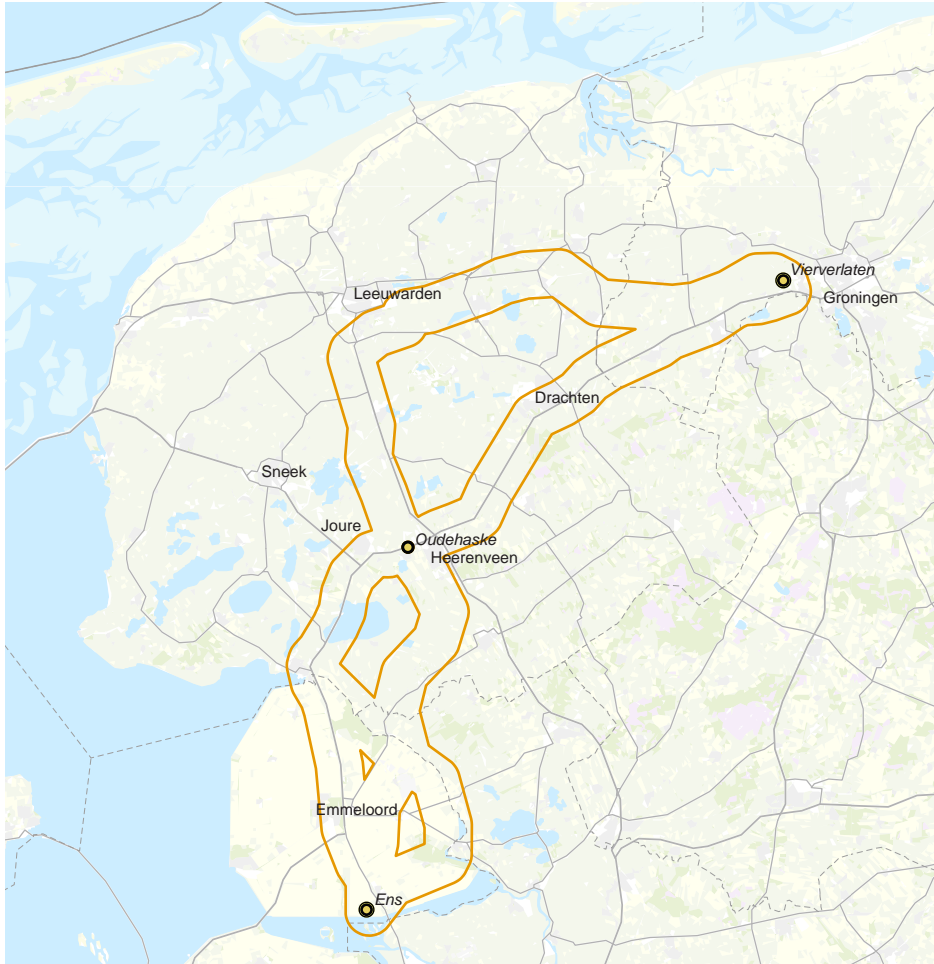 Vierverlaten
Leeuwarden
Groningen
Drachten
Sneek
Joure
Oudehaske
Heerenveen
Emmeloord
Ens